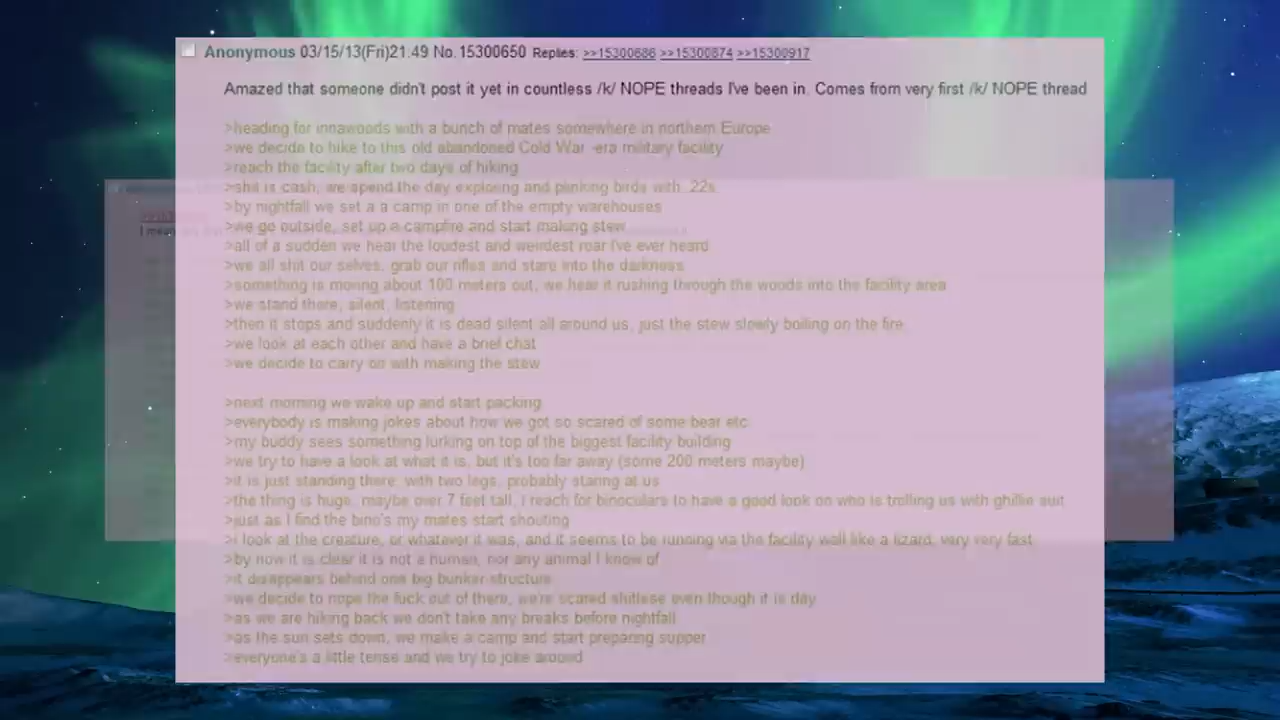 Anonymous 03/15/13(Fri)21:49 No.15300650 Replies: >>15300686 >>15300874 >>15300917
Amazed that someone didn't post it yet in countless /k/ NOPE threads I've been in. Comes from very first /k/ NOPE thread
>heading for innawoods with a bunch of mates somewhere in northern Europe
>we decide to hike to this old abandoned Cold War -era military facility
>reach the facility after two days of hiking
>shit is cash, we spend the day exploring and plinking birds with .22s
>by nightfall we set a a camp in one of the empty warehouses
>we go outside, set up a campfire and start making stew
>all of a sudden we hear the loudest and weirdest roar I've ever heard
>we all shit our selves, grab our rifles and stare into the darkness
>something is moving about 100 meters out, we hear it rushing through the woods into the facility area
>we stand there, silent, listening
>then it stops and suddenly it is dead silent all around us, just the stew slowly boiling on the fire
>we look at each other and have a brief chat
>we decide to carry on with making the stew
>next morning we wake up and start packing
>everybody is making jokes about how we got so scared of some bear etc
>my buddy sees something lurking on top of the biggest facility building
>we try to have a look at what it is, but it's too far away (some 200 meters maybe)
>it is just standing there, with two legs, probably staring at us
>the thing is huge, maybe over 7 feet tall, I reach for binoculars to have a good look on who is trolling us with ghillie suit
>just as I find the bino's my mates start shouting
>I look at the creature, or whatever it was, and it seems to be running via the facility wall like a lizard, very very fast
>by now it is clear it is not a human, nor any animal I know of
>it disappears behind one big bunker structure
>we decide to nope the fuck out of there, we're scared shitlese even though it is day
>as we are hiking back we don't take any breaks before nightfall
>as the sun sets down, we make a camp and start preparing supper
>everyone's a little tense and we try to joke around